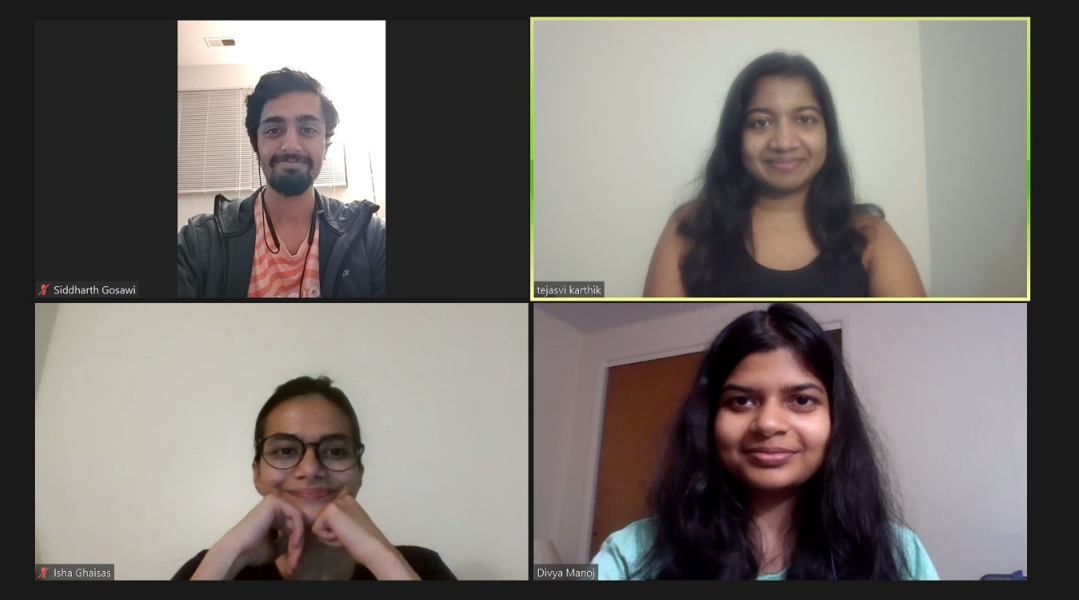 Siddharth Gosawi
tejasvi karthik
Isha Ghaisas
Divya Manoj